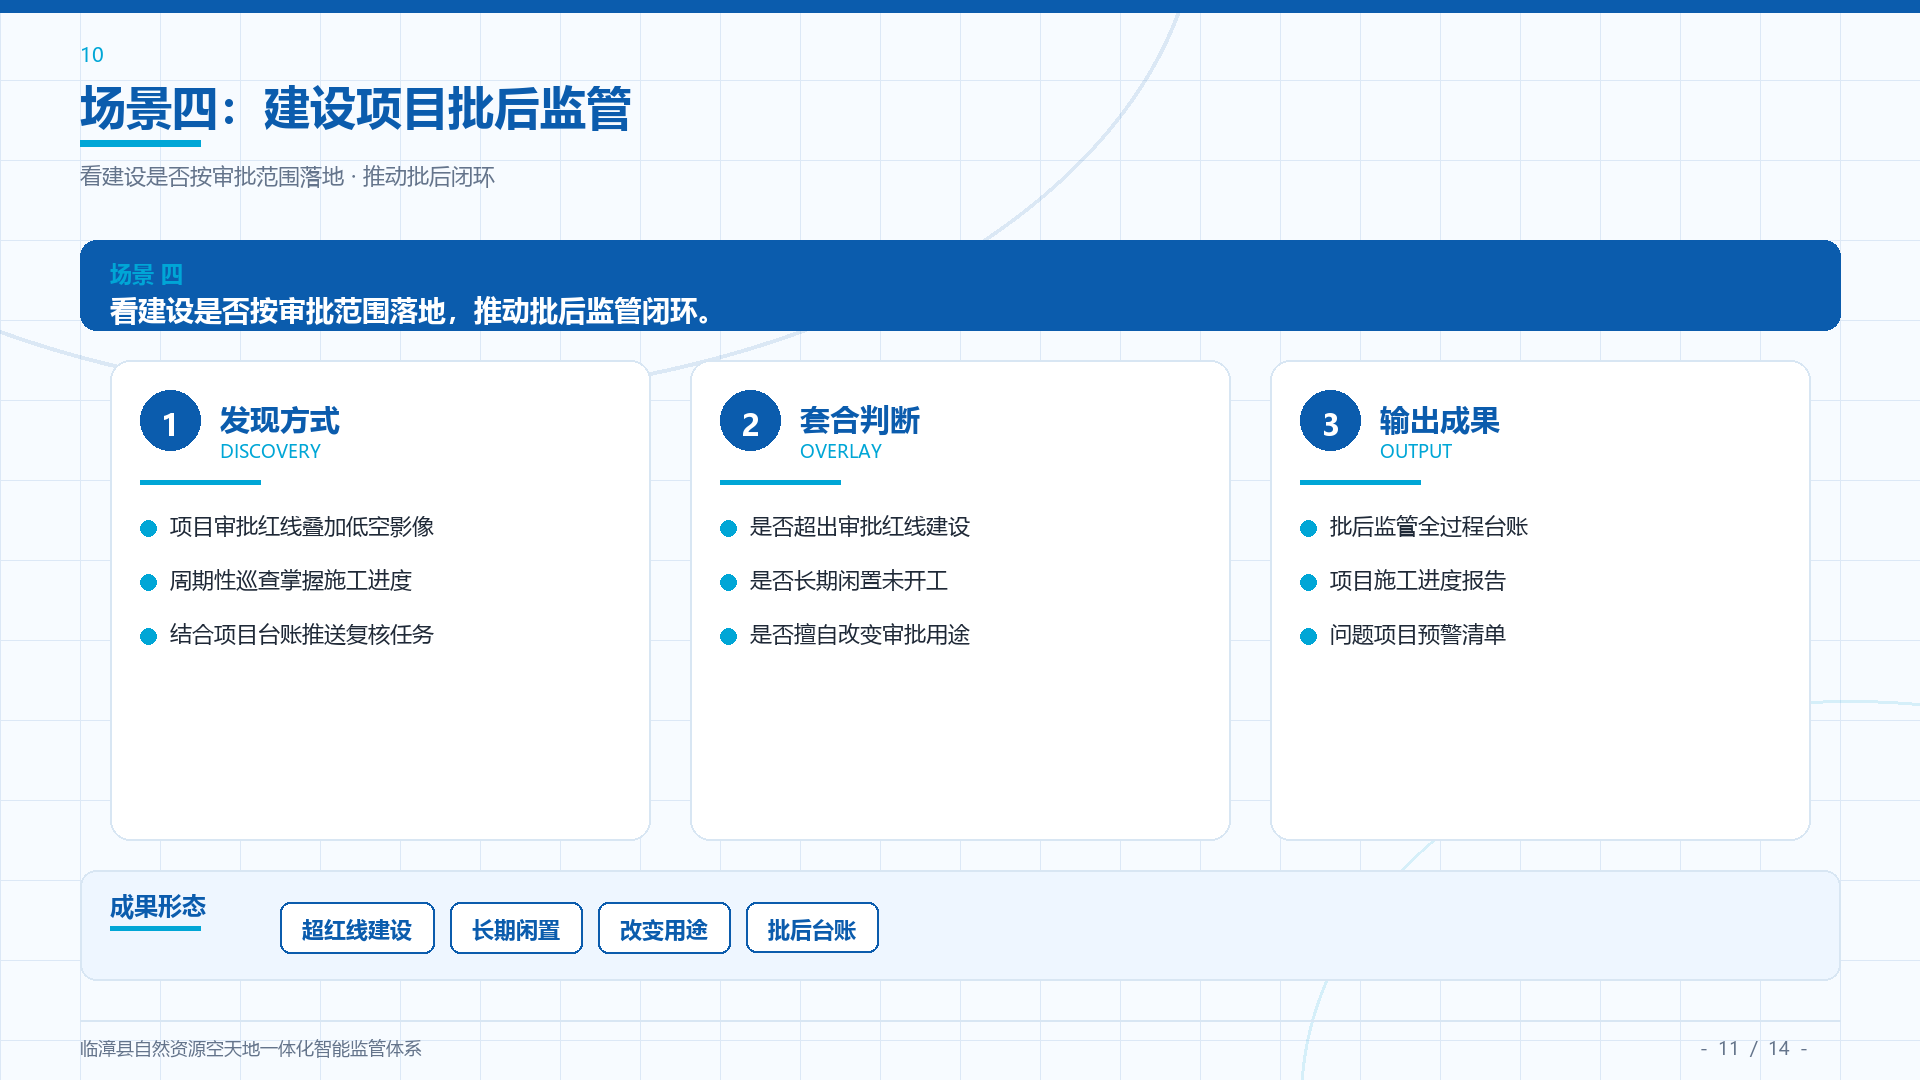 10
场景四：建设项目批后监管
看建设是否按审批范围落地 · 推动批后闭环
场景 四
看建设是否按审批范围落地，推动批后监管闭环。
1
发现方式
DISCOVERY
项目审批红线叠加低空影像
周期性巡查掌握施工进度
结合项目台账推送复核任务
2
套合判断
OVERLAY
是否超出审批红线建设
是否长期闲置未开工
是否擅自改变审批用途
3
输出成果
OUTPUT
批后监管全过程台账
项目施工进度报告
问题项目预警清单
成果形态
超红线建设
长期闲置
改变用途
批后台账
临漳县自然资源空天地一体化智能监管体系
- 11 / 14 -